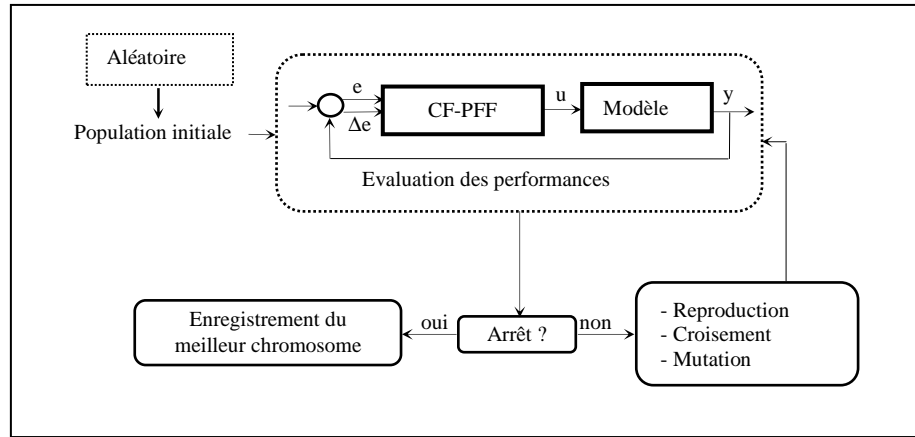 Aléatoire
Population initiale
e
Δe
CF-PFF
u
Modèle
y
Evaluation des performances
Enregistrement du
meilleur chromosome
oui
Arrêt ?
non
- Reproduction
- Croisement
- Mutation